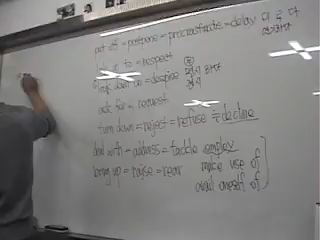 put off = postpone = procrastinate = delay
look up to = respect
look down on = despise
ask for = request
turn down = reject = refuse ≒ decline
deal with = address = tackle employ
bring up = raise = rear make use of
avail oneself of